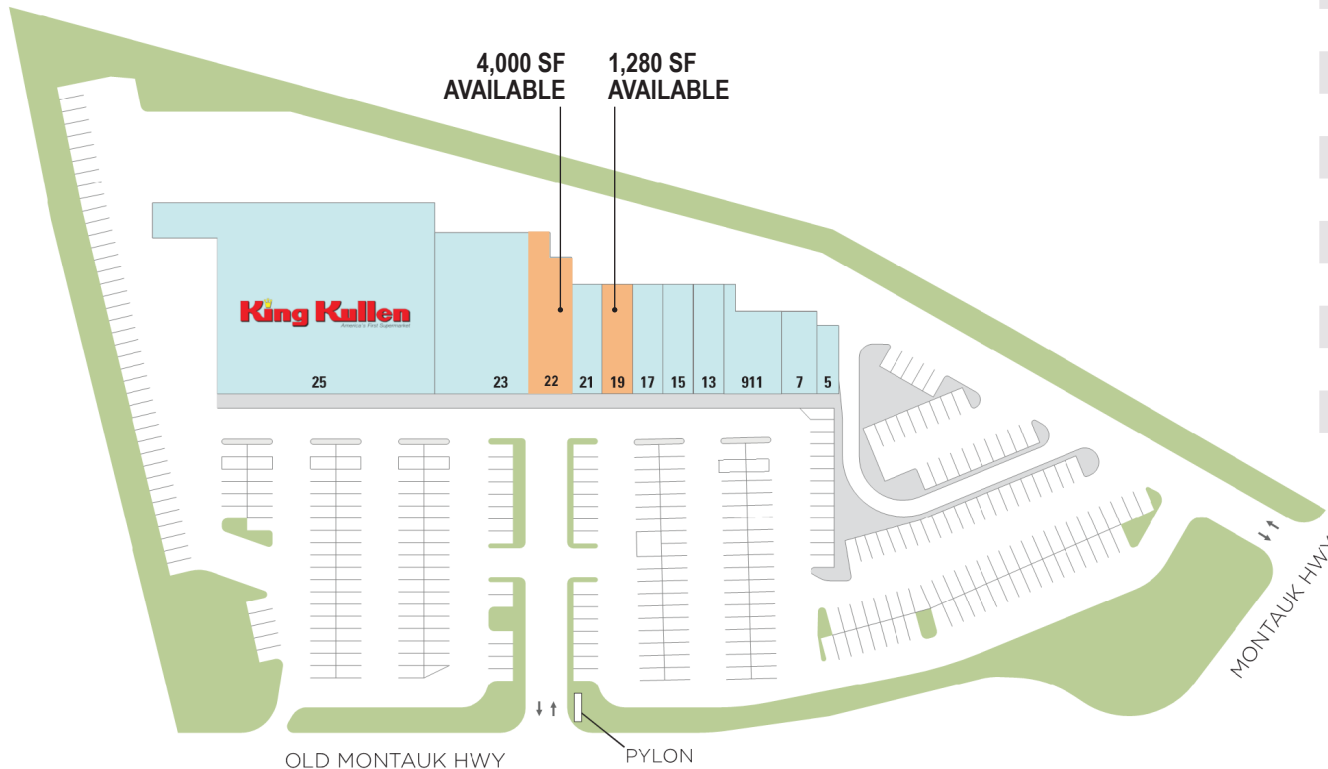 4,000 SF
AVAILABLE
1,280 SF
AVAILABLE
King Kullen
America's First Supermarket
25
23
22
21
19
17
15
13
911
7
5
MONTAUK HWY
PYLON
OLD MONTAUK HWY